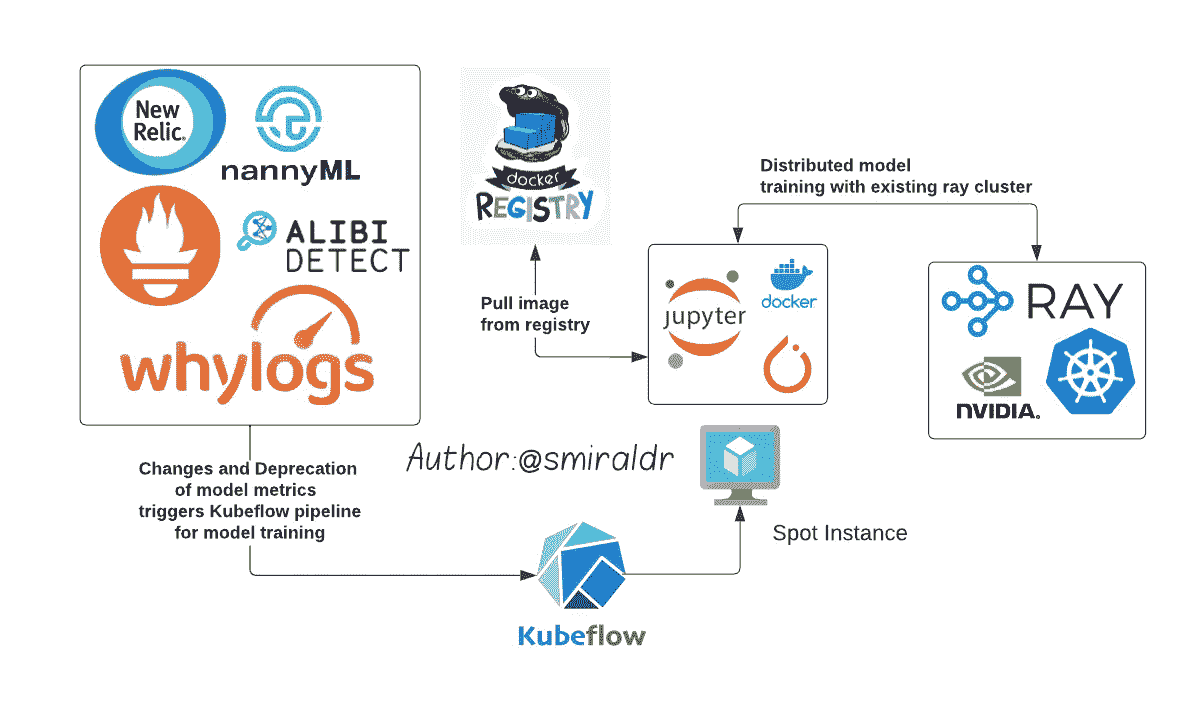 New
Relic.
nannyML
ALIBI
DETECT
whylogs
docker
REGISTRY
Pull image
from registry
Distributed model
training with existing ray cluster
jupyter
docker
RAY
NVIDIA.
Changes and Deprecation
of model metrics
triggers Kubeflow pipeline
for model training
Author:@smiraldr
Spot Instance
Kubeflow